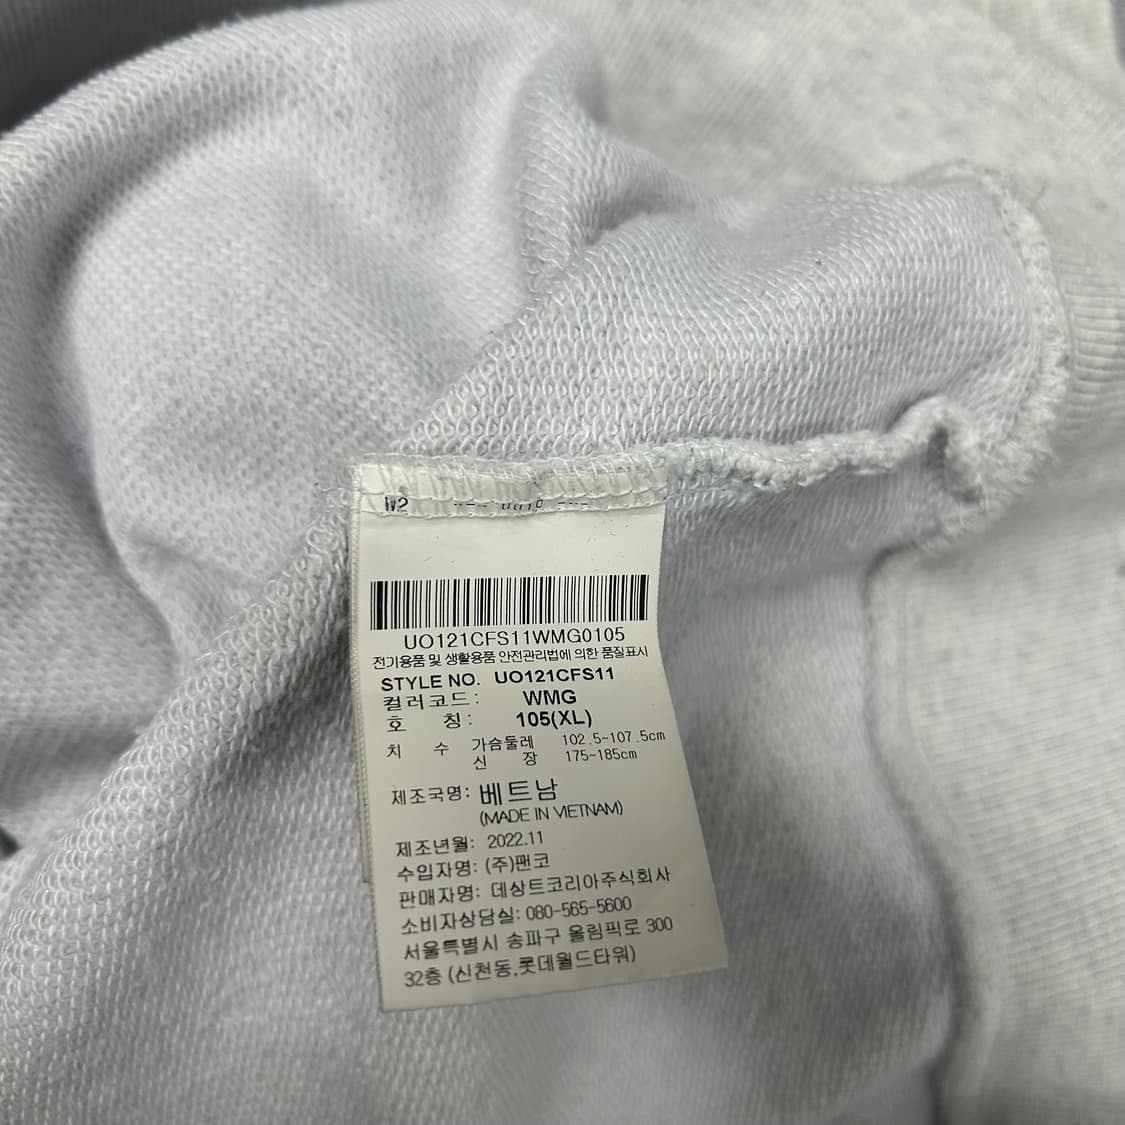 W2
UO121CFS11WMG0105
전기용품 및 생활용품 안전관리법에 의한 품질표시
STYLE NO. UO121CFS11
컬러코드: WMG
호 칭: 105(XL)
치 수 가슴둘레 102.5~107.5cm
신 장 175~185cm
제조국명: 베트남
(MADE IN VIETNAM)
제조년월: 2022.11
수입자명: (주)팬코
판매자명: 데상트코리아주식회사
소비자상담실: 080-565-5600
서울특별시 송파구 올림픽로 300
32층 (신천동,롯데월드타워)